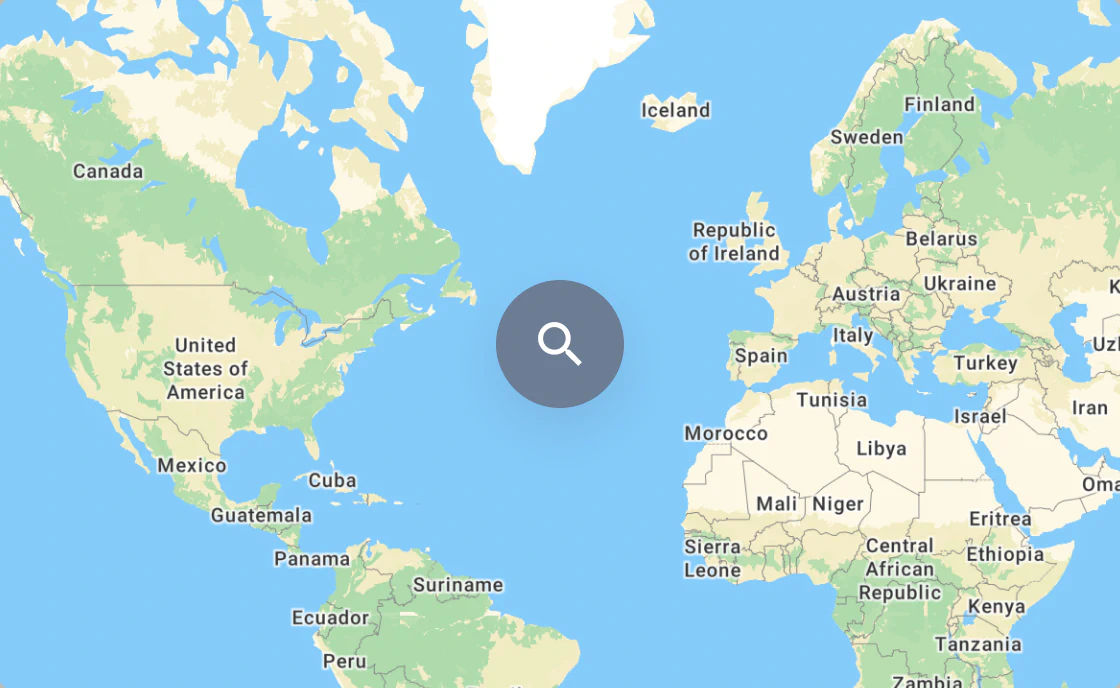 Iceland
Finland
Sweden
Canada
Republic
of Ireland
Belarus
Ukraine
Austria
Italy
United
States of
America
Spain
Turkey
Tunisia
Israel
Iran
Morocco
Libya
Mexico
Cuba
Mali
Niger
Guatemala
Eritrea
Sierra
Leone
Central
African
Republic
Ethiopia
Panama
Suriname
Kenya
Ecuador
Tanzania
Peru
Zambia
K
Uzl
Oma